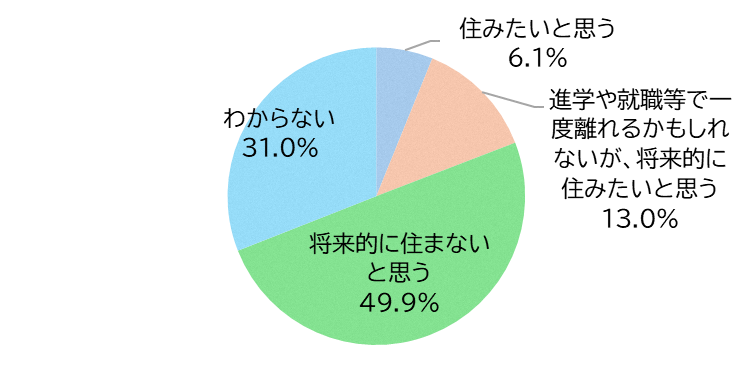 住みたいと思う
6.1%
進学や就職等で一
度離れるかもしれ
ないが、将来的に
住みたいと思う
13.0%
わからない
31.0%
将来的に住まない
と思う
49.9%